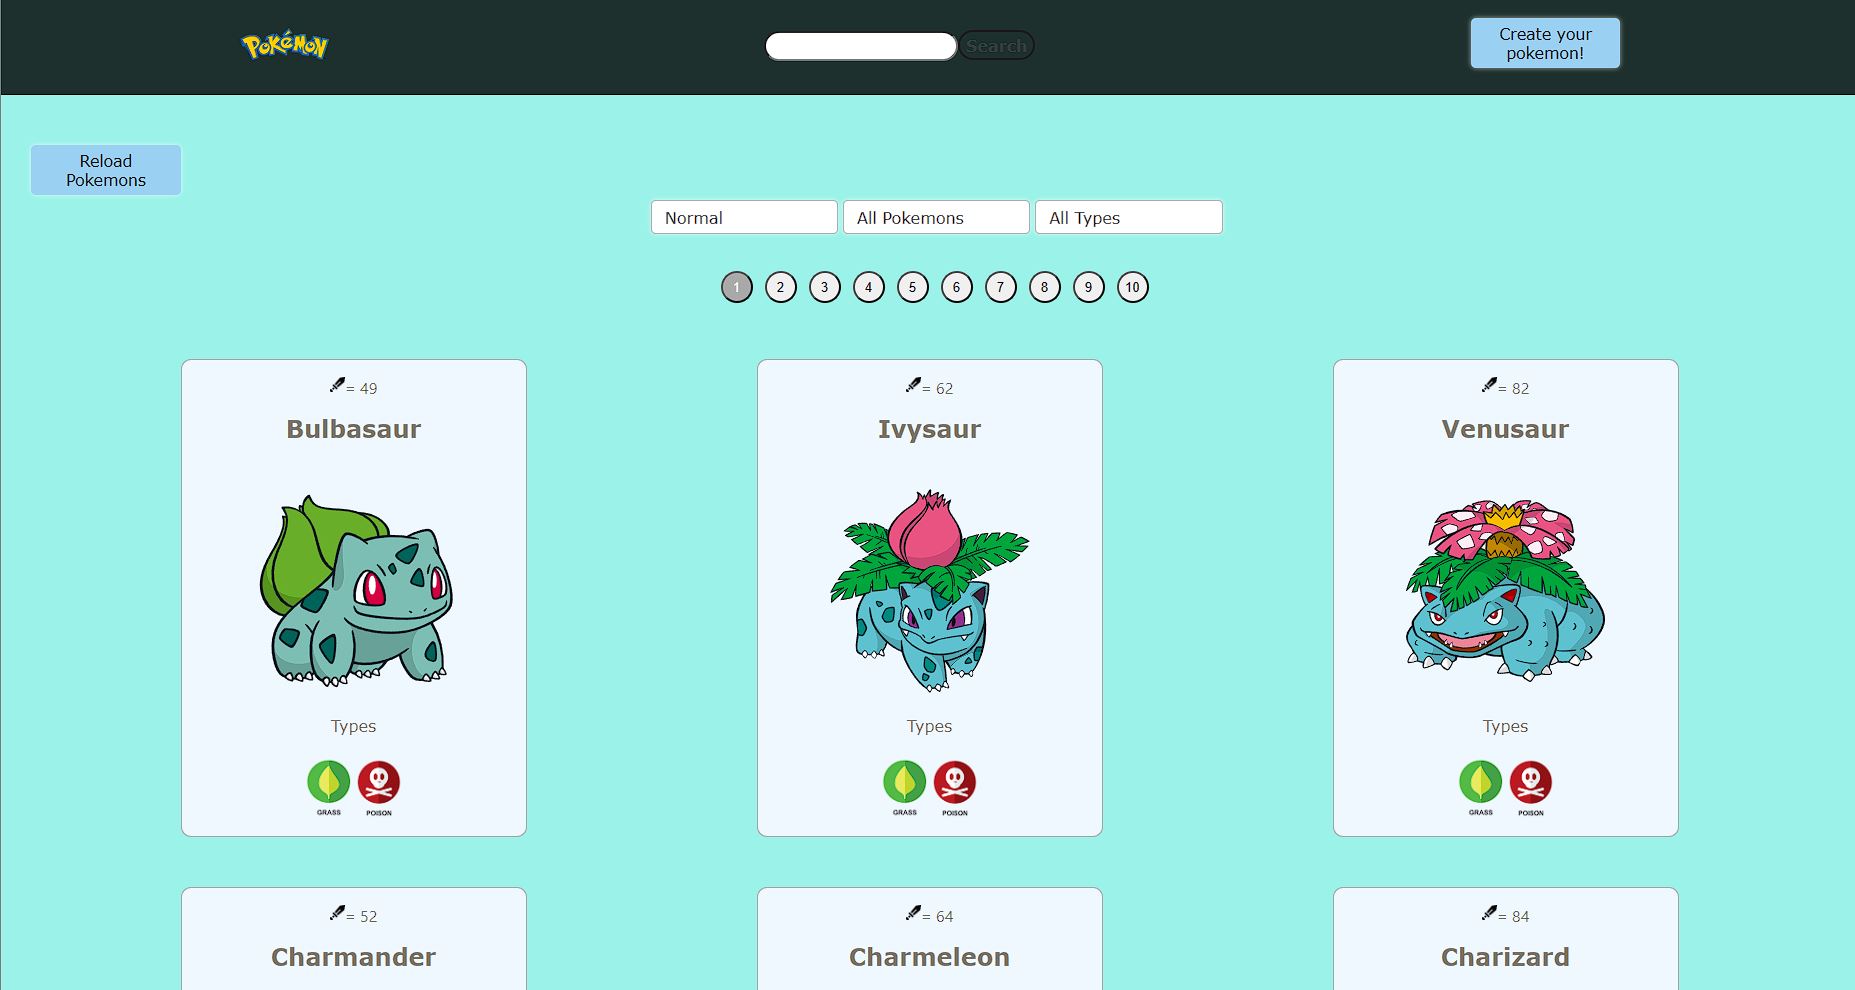 Pokémon
Search
Create your
pokemon!
Reload
Pokemons
Normal
All Pokemons
All Types
1 2 3 4 5 6 7 8 9 10
= 49
Bulbasaur
Types
GRASS POISON
= 62
Ivysaur
Types
GRASS POISON
= 82
Venusaur
Types
GRASS POISON
= 52
Charmander
= 64
Charmeleon
= 84
Charizard